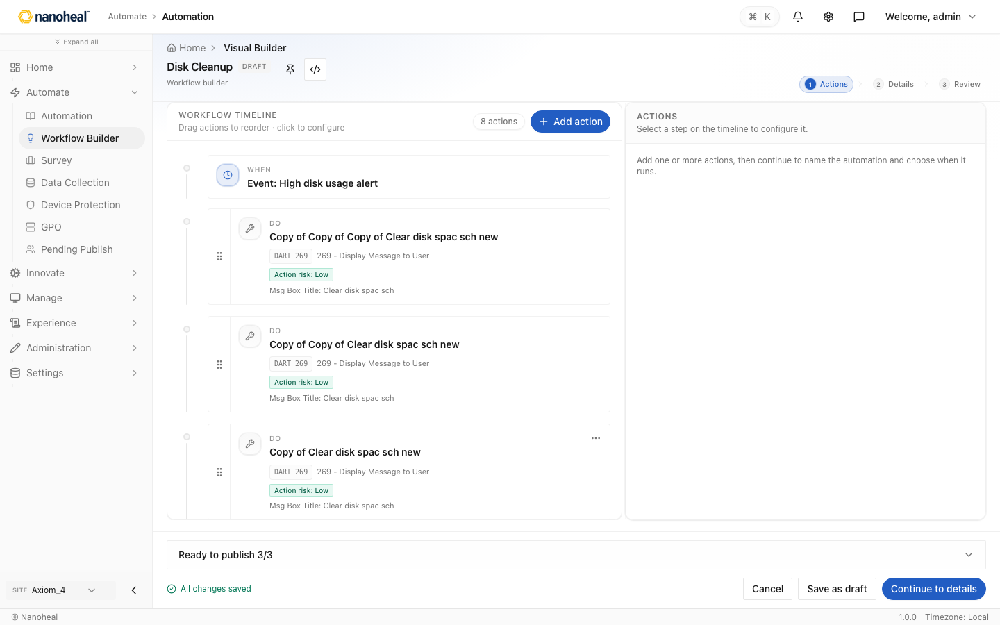 nanoheal™
Automate
Automation
⌘ K
Welcome, admin
Expand all
Home
Automate
Automation
Workflow Builder
Survey
Data Collection
Device Protection
GPO
Pending Publish
Innovate
Manage
Experience
Administration
Settings
SITE Axiom_4
Home
Visual Builder
Disk Cleanup DRAFT
Workflow builder
1 Actions
2 Details
3 Review
WORKFLOW TIMELINE
Drag actions to reorder · click to configure
8 actions
Add action
WHEN
Event: High disk usage alert
DO
Copy of Copy of Copy of Clear disk spac sch new
DART 269 269 - Display Message to User
Action risk: Low
Msg Box Title: Clear disk spac sch
DO
Copy of Copy of Clear disk spac sch new
DART 269 269 - Display Message to User
Action risk: Low
Msg Box Title: Clear disk spac sch
DO
Copy of Clear disk spac sch new
DART 269 269 - Display Message to User
Action risk: Low
Msg Box Title: Clear disk spac sch
ACTIONS
Select a step on the timeline to configure it.
Add one or more actions, then continue to name the automation and choose when it
runs.
Ready to publish 3/3
All changes saved
Cancel
Save as draft
Continue to details
© Nanoheal
1.0.0 Timezone: Local